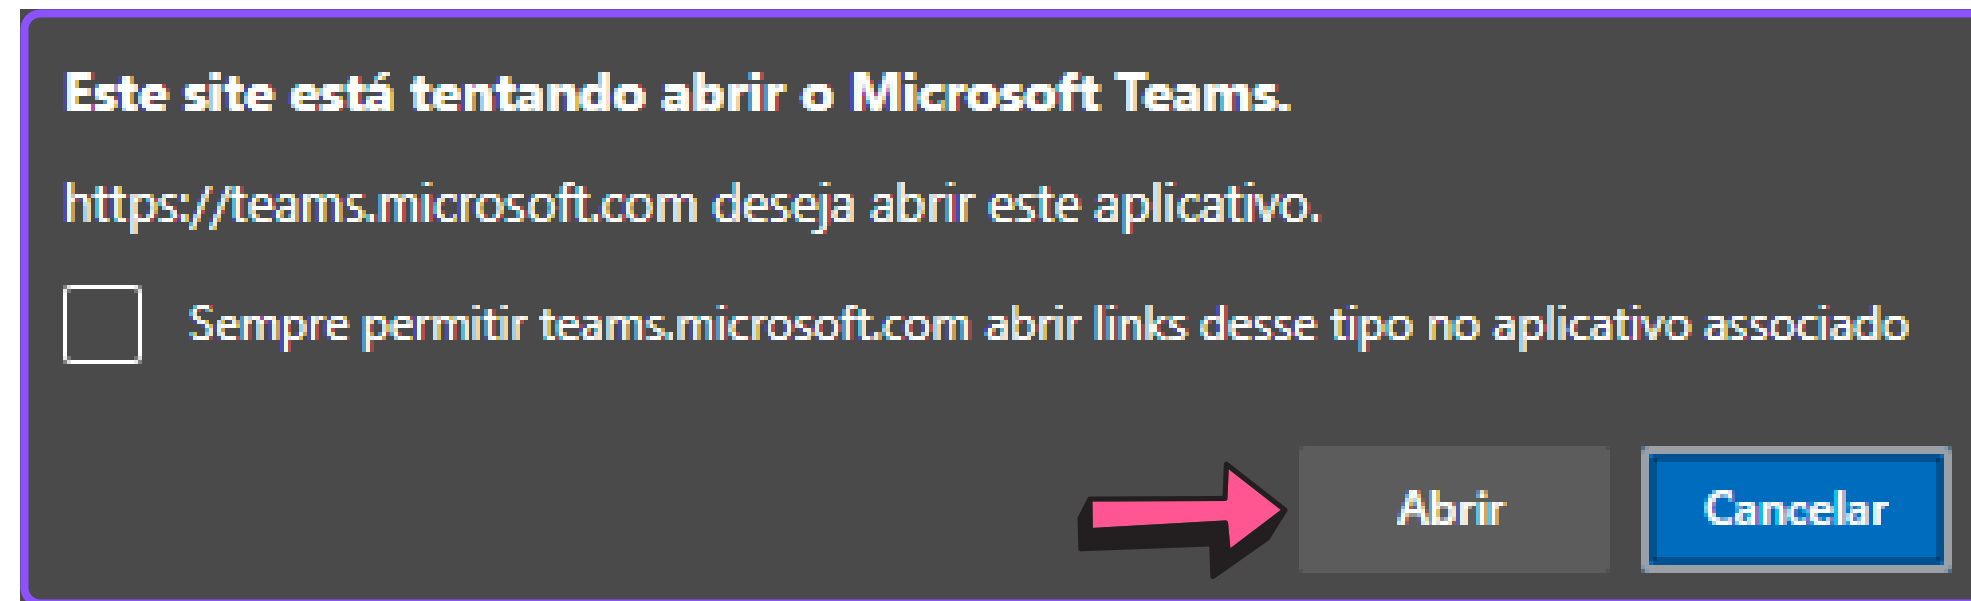 Este site está tentando abrir o Microsoft Teams.
https://teams.microsoft.com deseja abrir este aplicativo.
Sempre permitir teams.microsoft.com abrir links desse tipo no aplicativo associado
Abrir Cancelar